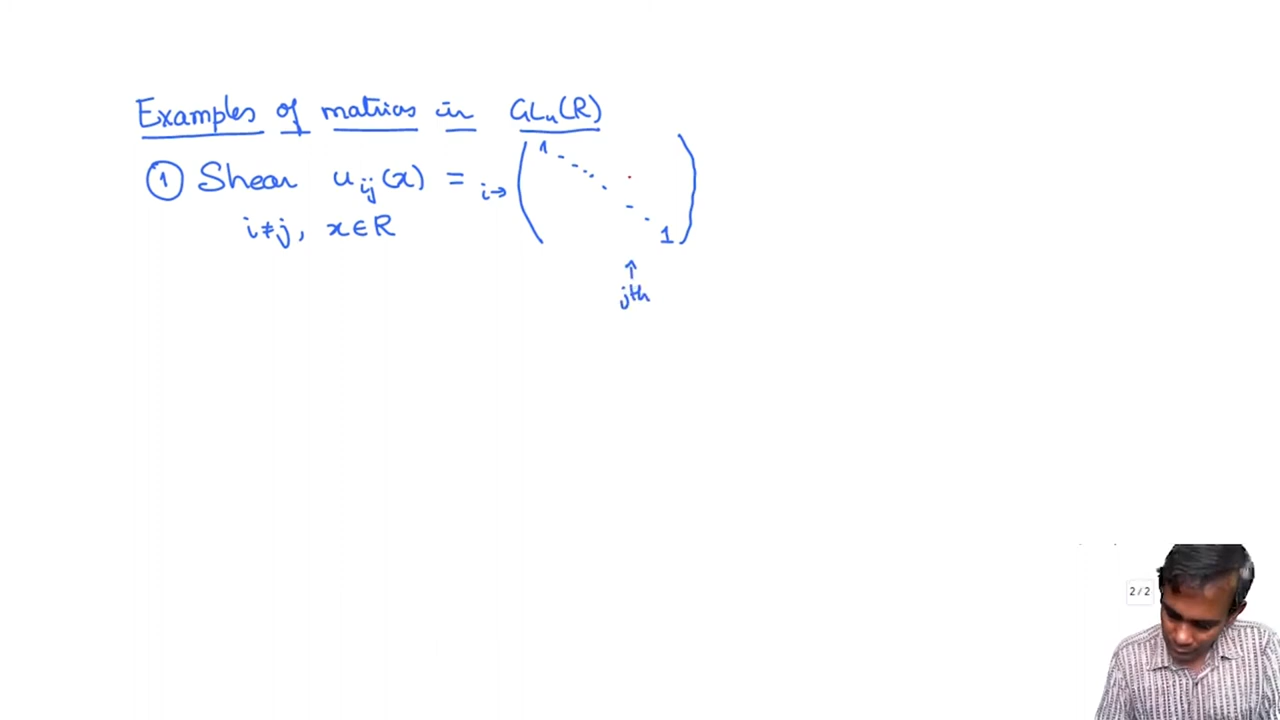 Examples of matrices in GLn(R)
① Shear uij(x) = i→ ( 1 . . . 1 )
i≠j, x∈R
↑
jth
2/2